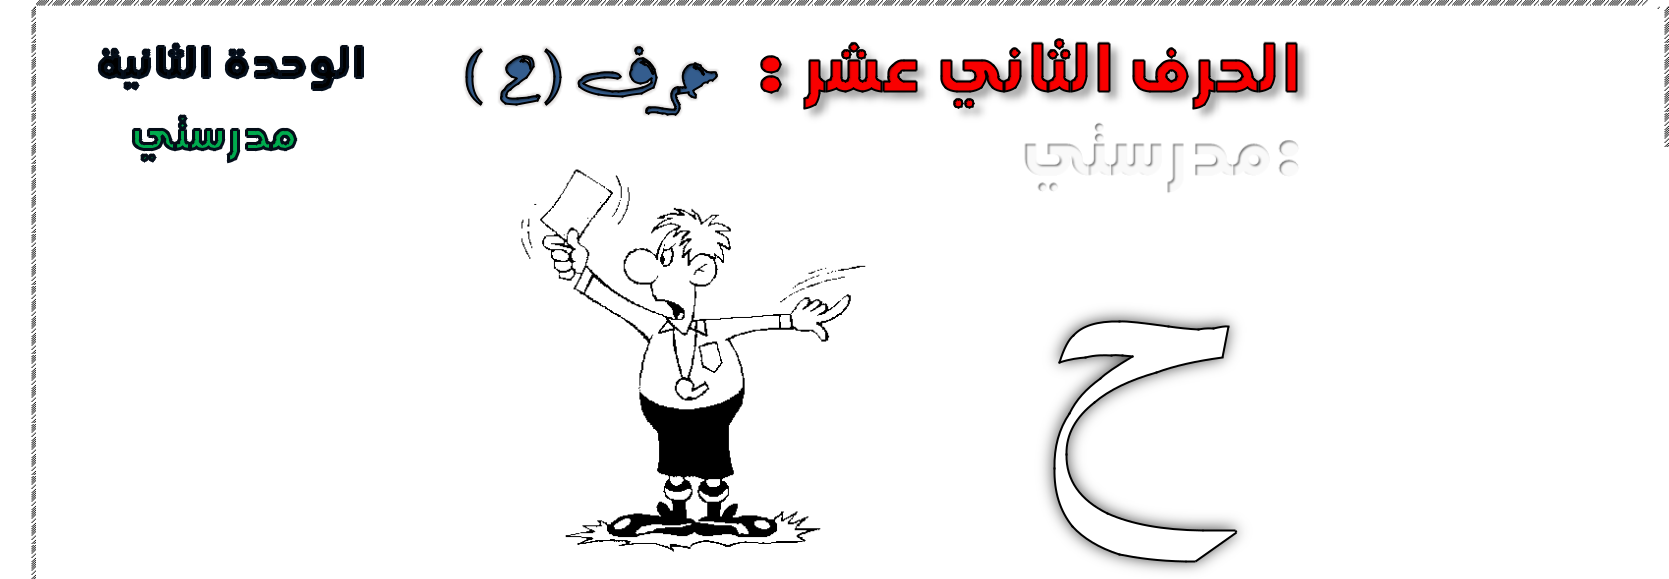 الحرف الثاني عشر : حرف (ح) الوحدة الثانية
:مدرستي مدرستي
ح